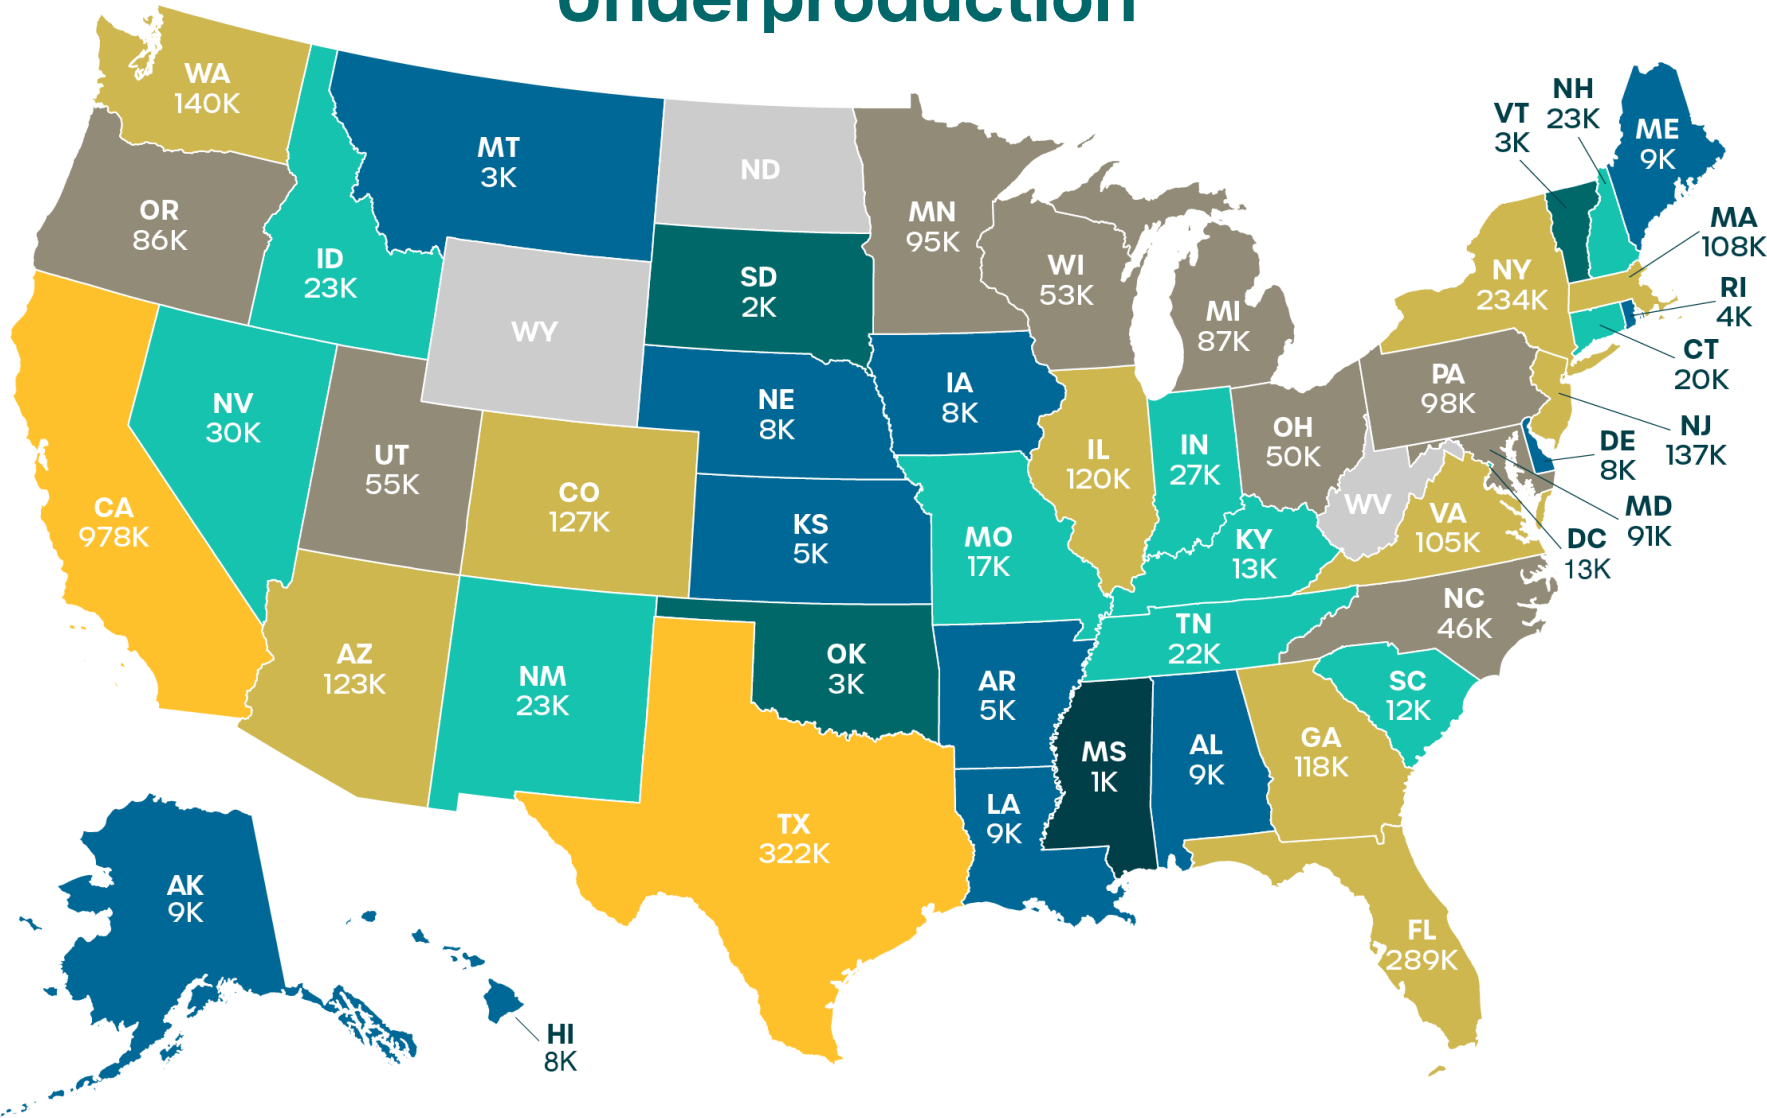 Underproduction
WA
140K
OR
86K
CA
978K
NV
30K
ID
23K
MT
3K
WY
UT
55K
CO
127K
AZ
123K
NM
23K
ND
SD
2K
NE
8K
KS
5K
OK
3K
TX
322K
MN
95K
IA
8K
MO
17K
AR
5K
LA
9K
WI
53K
IL
120K
MI
87K
IN
27K
OH
50K
KY
13K
TN
22K
MS
1K
AL
9K
GA
118K
FL
289K
SC
12K
NC
46K
VA
105K
WV
PA
98K
NY
234K
VT
3K
NH
23K
ME
9K
MA
108K
RI
4K
CT
20K
NJ
137K
DE
8K
MD
91K
DC
13K
AK
9K
HI
8K